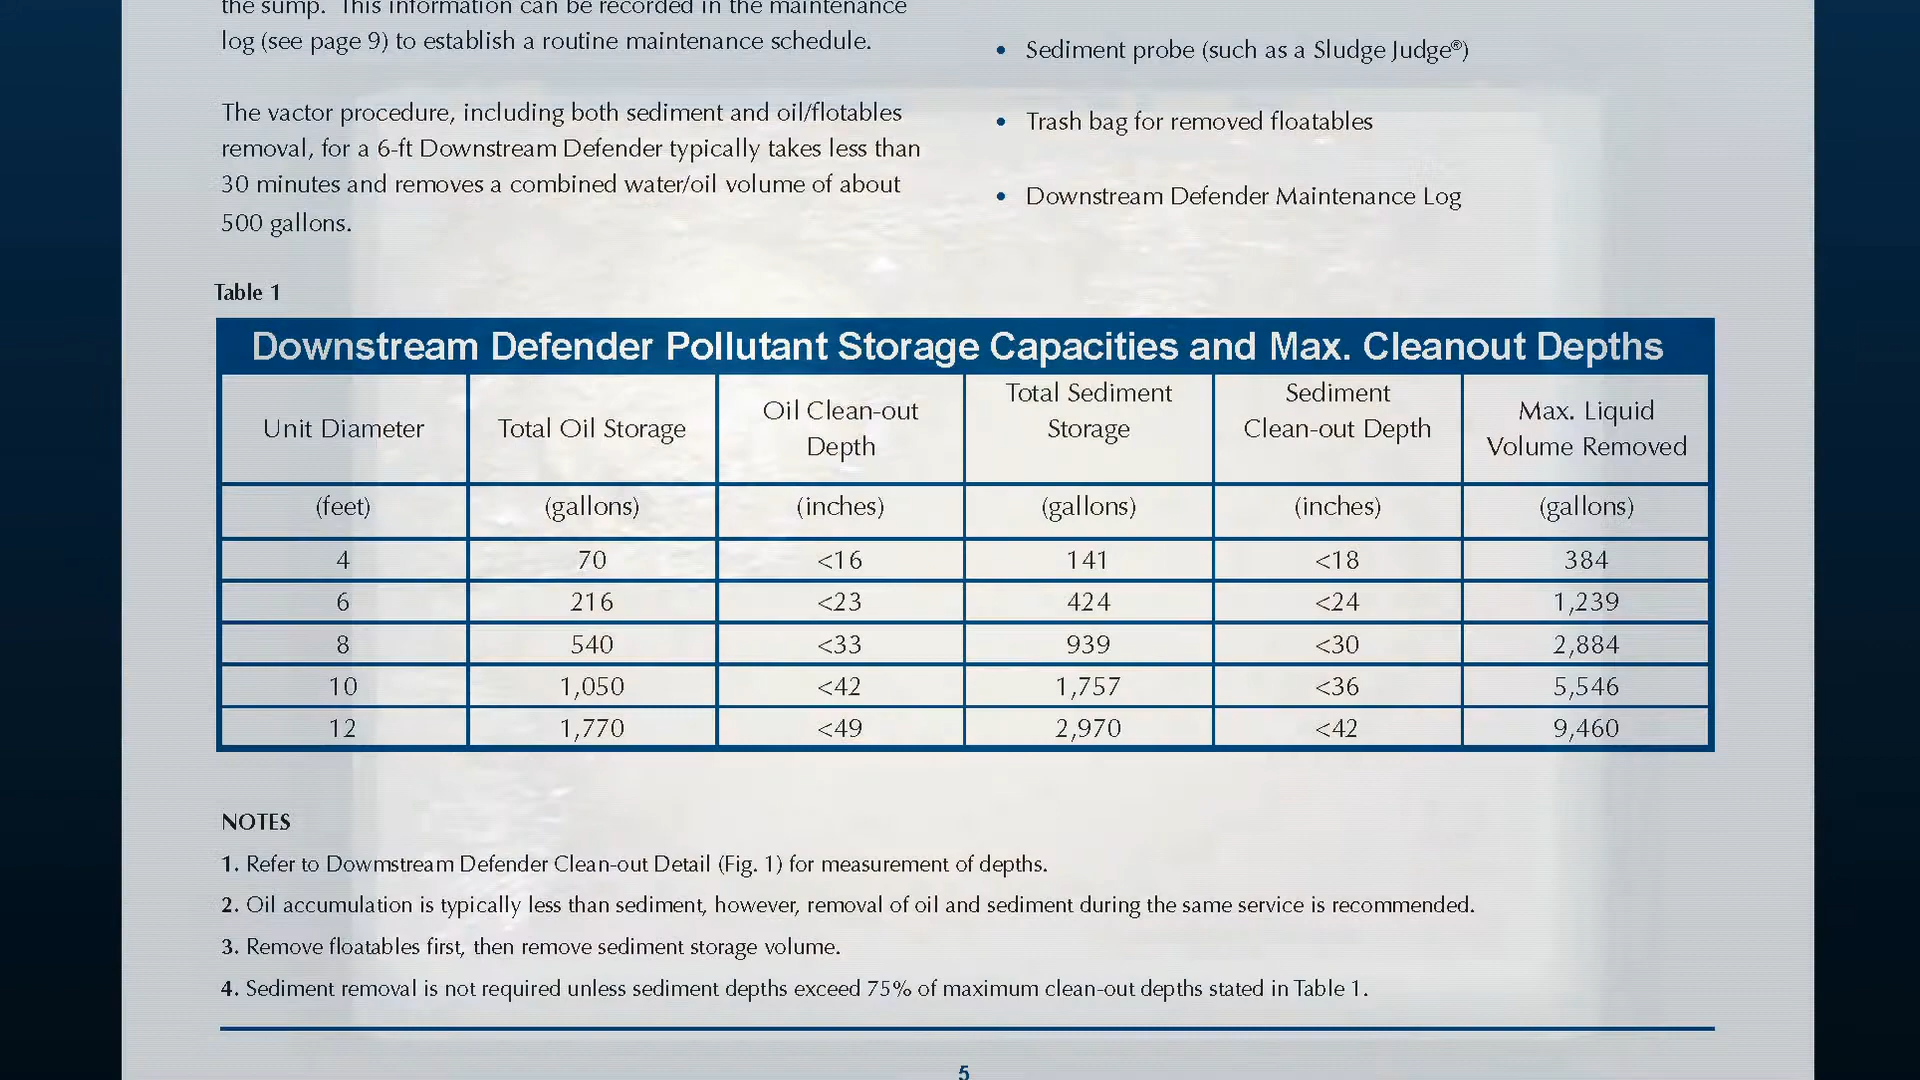 the sump. This information can be recorded in the maintenance
log (see page 9) to establish a routine maintenance schedule.
The vactor procedure, including both sediment and oil/flotables
removal, for a 6-ft Downstream Defender typically takes less than
30 minutes and removes a combined water/oil volume of about
500 gallons.
• Sediment probe (such as a Sludge Judge®)
• Trash bag for removed floatables
• Downstream Defender Maintenance Log
Table 1
Downstream Defender Pollutant Storage Capacities and Max. Cleanout Depths
Unit Diameter Total Oil Storage Oil Clean-out Depth Total Sediment Storage Sediment Clean-out Depth Max. Liquid Volume Removed
(feet) (gallons) (inches) (gallons) (inches) (gallons)
4 70 <16 141 <18 384
6 216 <23 424 <24 1,239
8 540 <33 939 <30 2,884
10 1,050 <42 1,757 <36 5,546
12 1,770 <49 2,970 <42 9,460
NOTES
1. Refer to Dowmstream Defender Clean-out Detail (Fig. 1) for measurement of depths.
2. Oil accumulation is typically less than sediment, however, removal of oil and sediment during the same service is recommended.
3. Remove floatables first, then remove sediment storage volume.
4. Sediment removal is not required unless sediment depths exceed 75% of maximum clean-out depths stated in Table 1.
5